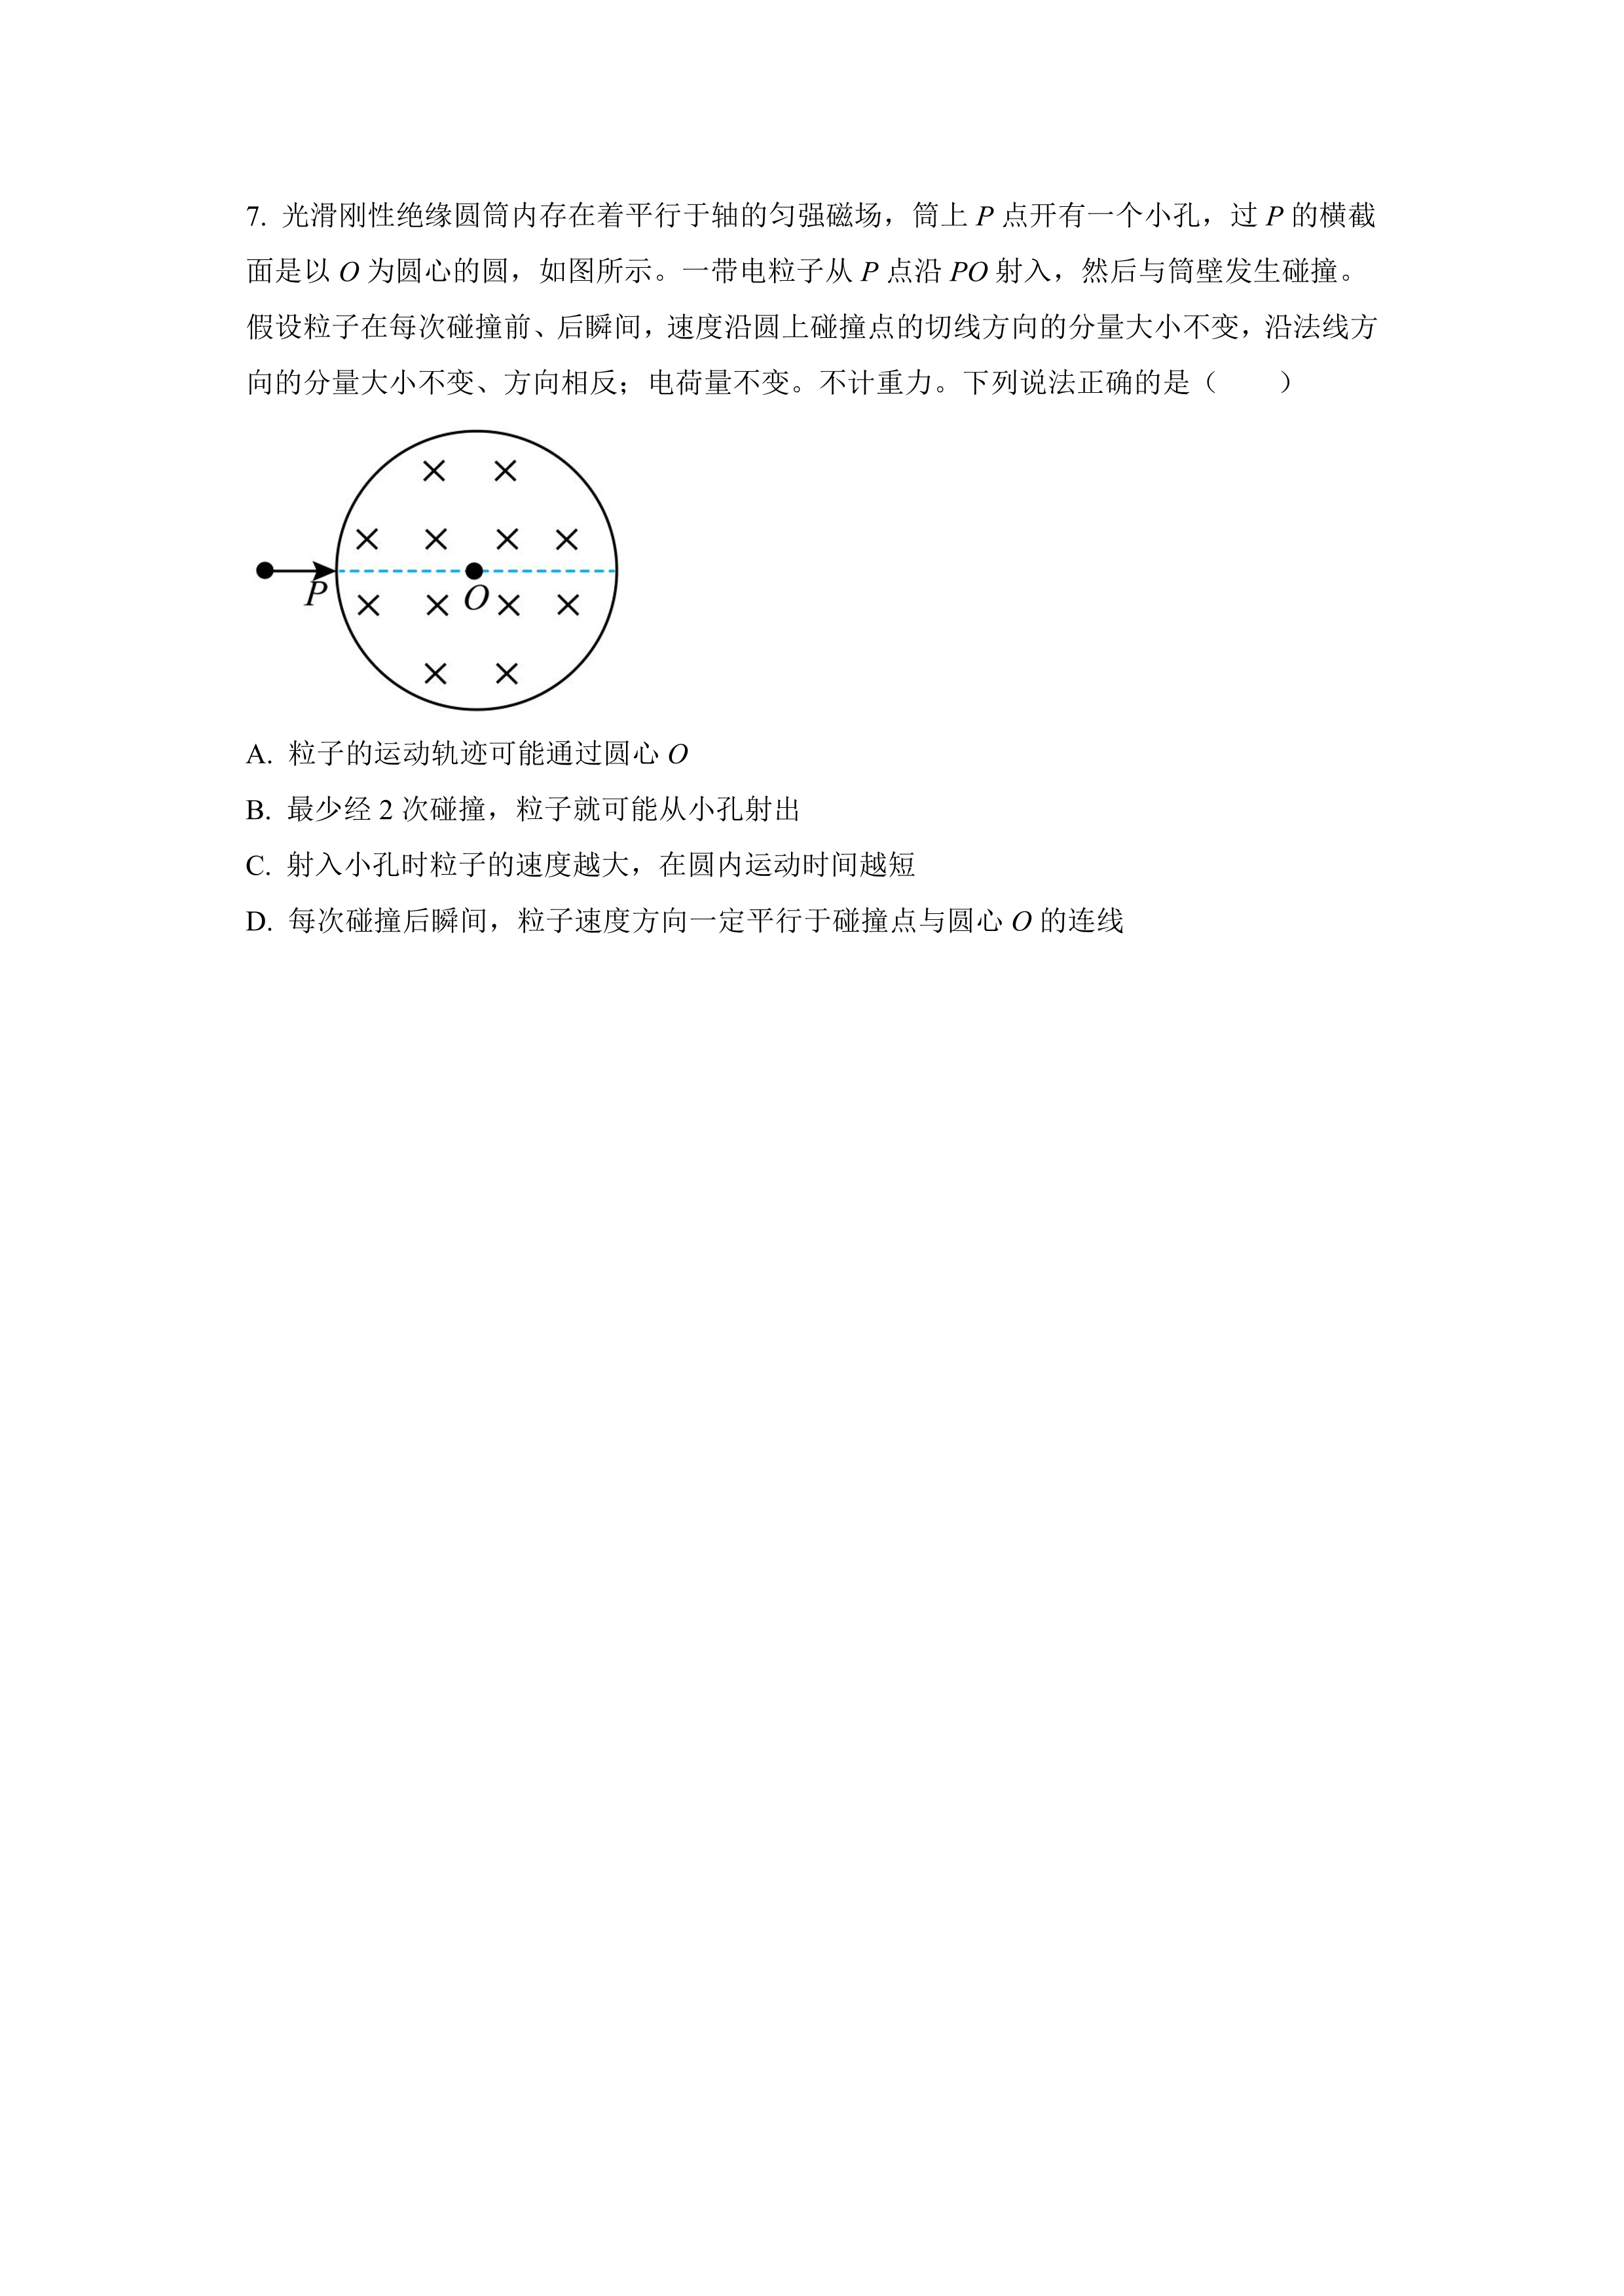 7. 光滑刚性绝缘圆筒内存在着平行于轴的匀强磁场，筒上 P 点开有一个小孔，过 P 的横截
面是以 O 为圆心的圆，如图所示。一带电粒子从 P 点沿 PO 射入，然后与筒壁发生碰撞。
假设粒子在每次碰撞前、后瞬间，速度沿圆上碰撞点的切线方向的分量大小不变，沿法线方
向的分量大小不变、方向相反；电荷量不变。不计重力。下列说法正确的是（　　）
P
O
A. 粒子的运动轨迹可能通过圆心 O
B. 最少经 2 次碰撞，粒子就可能从小孔射出
C. 射入小孔时粒子的速度越大，在圆内运动时间越短
D. 每次碰撞后瞬间，粒子速度方向一定平行于碰撞点与圆心 O 的连线